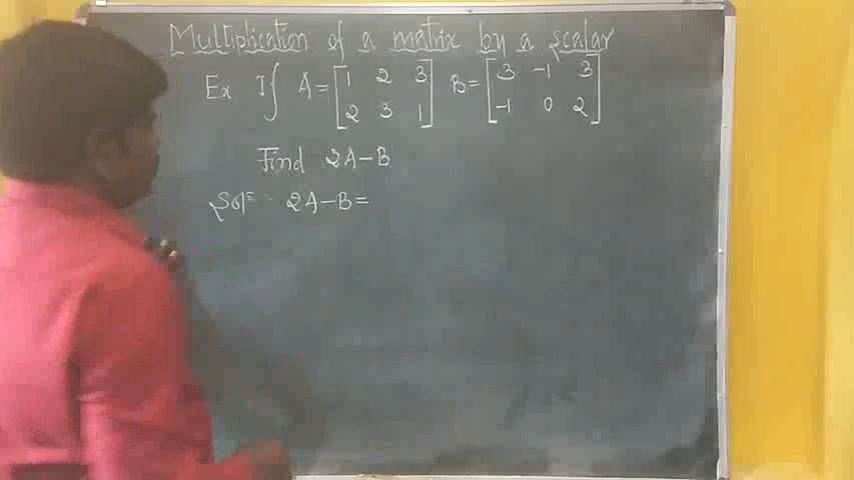 Multiplication of a matrix by a scalar
Ex If A = [1 2 3; 2 3 1] B = [3 -1 3; -1 0 2]
Find 2A-B
Sol: 2A-B=